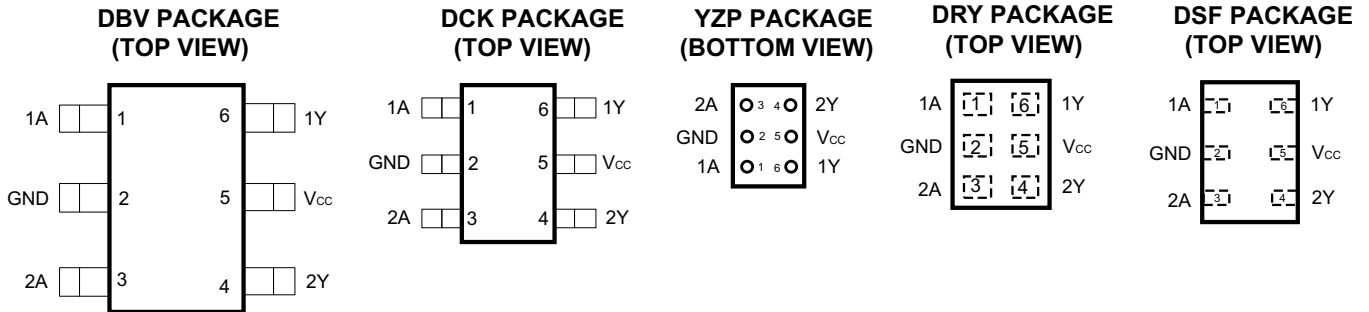 DBV PACKAGE
(TOP VIEW)
1A 1 6 1Y
GND 2 5 VCC
2A 3 4 2Y
DCK PACKAGE
(TOP VIEW)
1A 1 6 1Y
GND 2 5 VCC
2A 3 4 2Y
YZP PACKAGE
(BOTTOM VIEW)
2A 3 4 2Y
GND 2 5 VCC
1A 1 6 1Y
DRY PACKAGE
(TOP VIEW)
1A 1 6 1Y
GND 2 5 VCC
2A 3 4 2Y
DSF PACKAGE
(TOP VIEW)
1A 1 6 1Y
GND 2 5 VCC
2A 3 4 2Y